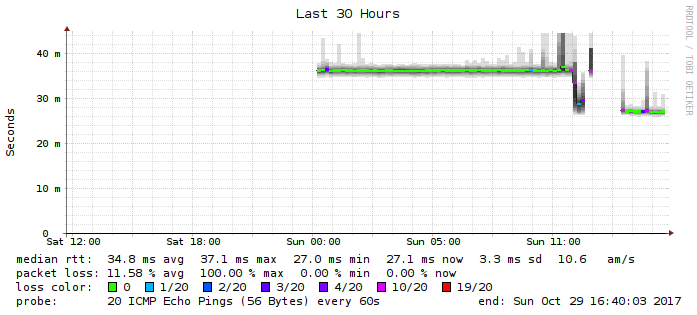 Last 30 Hours
RRDTOOL / TOBI OETIKER
Seconds
40 m
30 m
20 m
10 m
0
Sat 12:00 Sat 18:00 Sun 00:00 Sun 05:00 Sun 11:00
median rtt: 34.8 ms avg 37.1 ms max 27.0 ms min 27.1 ms now 3.3 ms sd 10.6 am/s
packet loss: 11.58 % avg 100.00 % max 0.00 % min 0.00 % now
loss color: 0 1/20 2/20 3/20 4/20 10/20 19/20
probe: 20 ICMP Echo Pings (56 Bytes) every 60s end: Sun Oct 29 16:40:03 2017